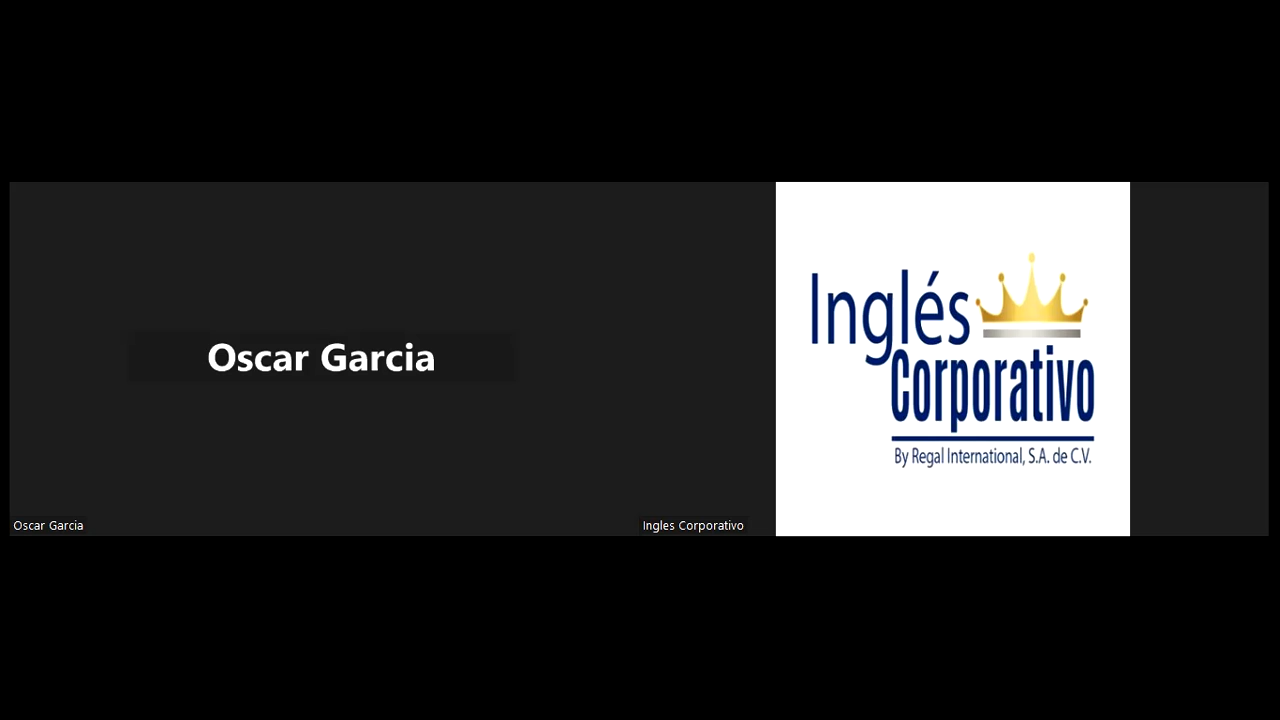 Oscar Garcia
Inglés
Corporativo
By Regal International, S.A. de C.V.
Oscar Garcia
Ingles Corporativo